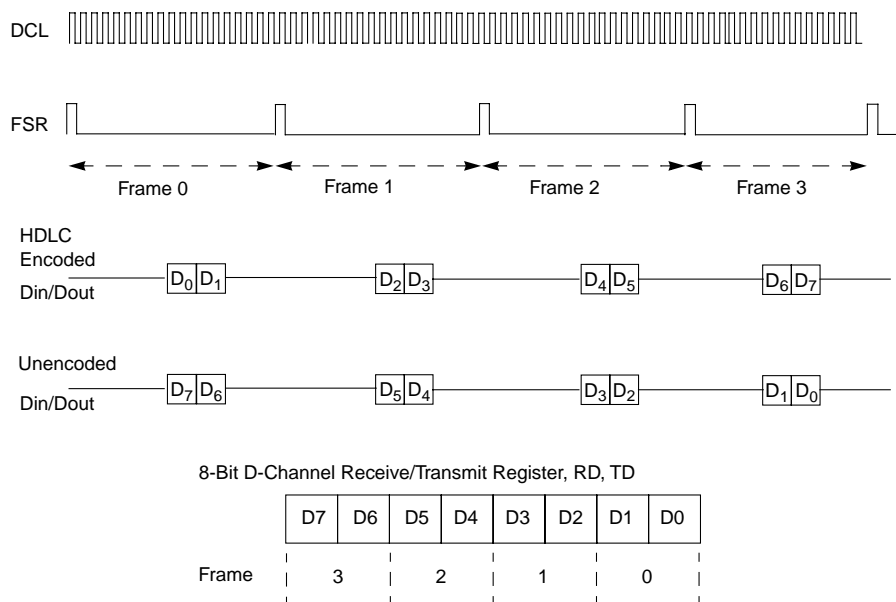 DCL
FSR
Frame 0 Frame 1 Frame 2 Frame 3
HDLC
Encoded
Din/Dout
D0 D1 D2 D3 D4 D5 D6 D7
Unencoded
Din/Dout
D7 D6 D5 D4 D3 D2 D1 D0
8-Bit D-Channel Receive/Transmit Register, RD, TD
D7 D6 D5 D4 D3 D2 D1 D0
Frame 3 2 1 0